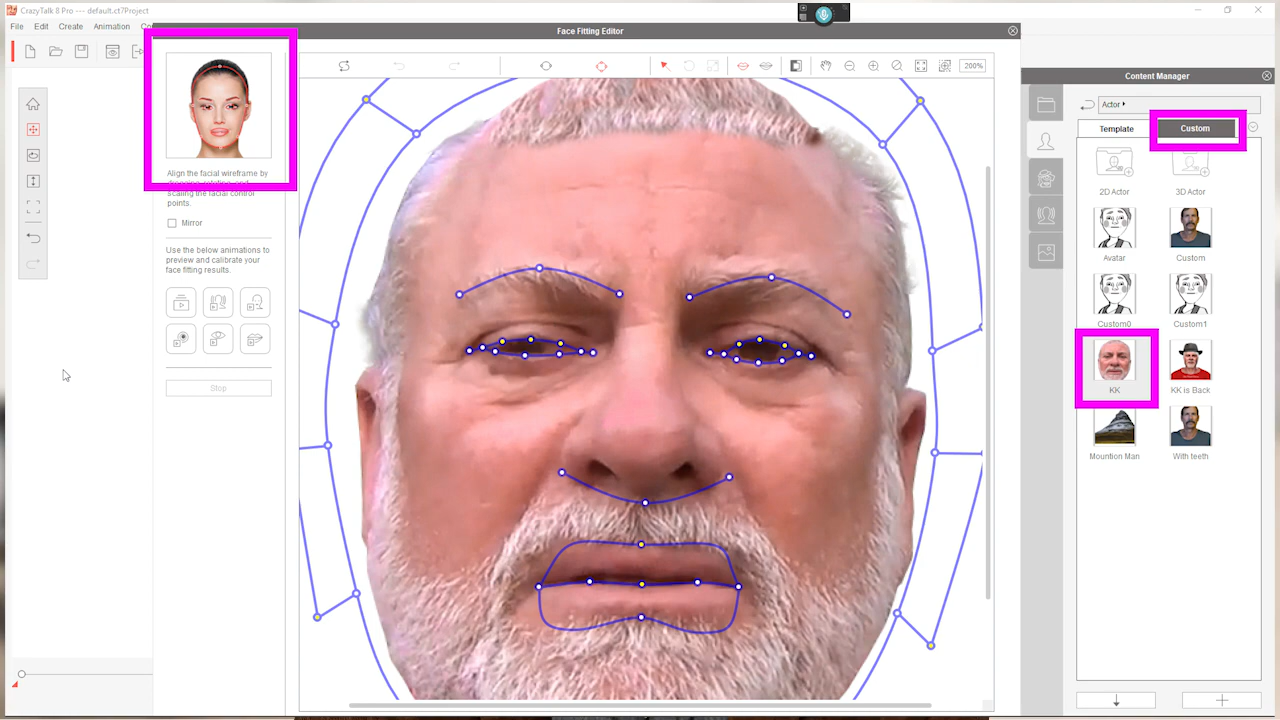 CrazyTalk 8 Pro --- default.ct7Project
File Edit Create Animation
Face Fitting Editor
200%
Align the facial wireframe by
scaling the facial control
points.
Mirror
Use the below animations to
preview and calibrate your
face fitting results.
Stop
Content Manager
Actor
Template Custom
2D Actor 3D Actor
Avatar Custom
Custom0 Custom1
KK KK is Back
Mountion Man With teeth